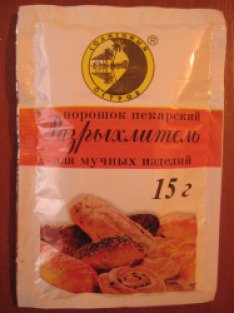 СОЛНЕЧНЫЙ
ОСТРОВ
®
порошок пекарский
Разрыхлитель
для мучных изделий
15 г